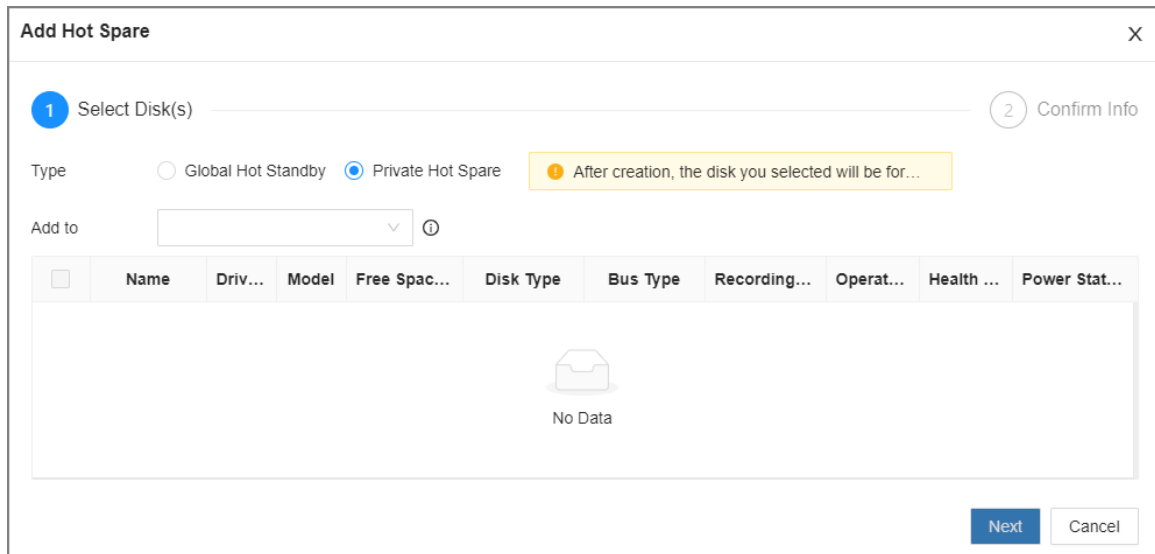 Add Hot Spare X
1 Select Disk(s) 2 Confirm Info
Type Global Hot Standby Private Hot Spare After creation, the disk you selected will be for...
Add to
Name Driv... Model Free Spac... Disk Type Bus Type Recording... Operat... Health ... Power Stat...
No Data
Next Cancel